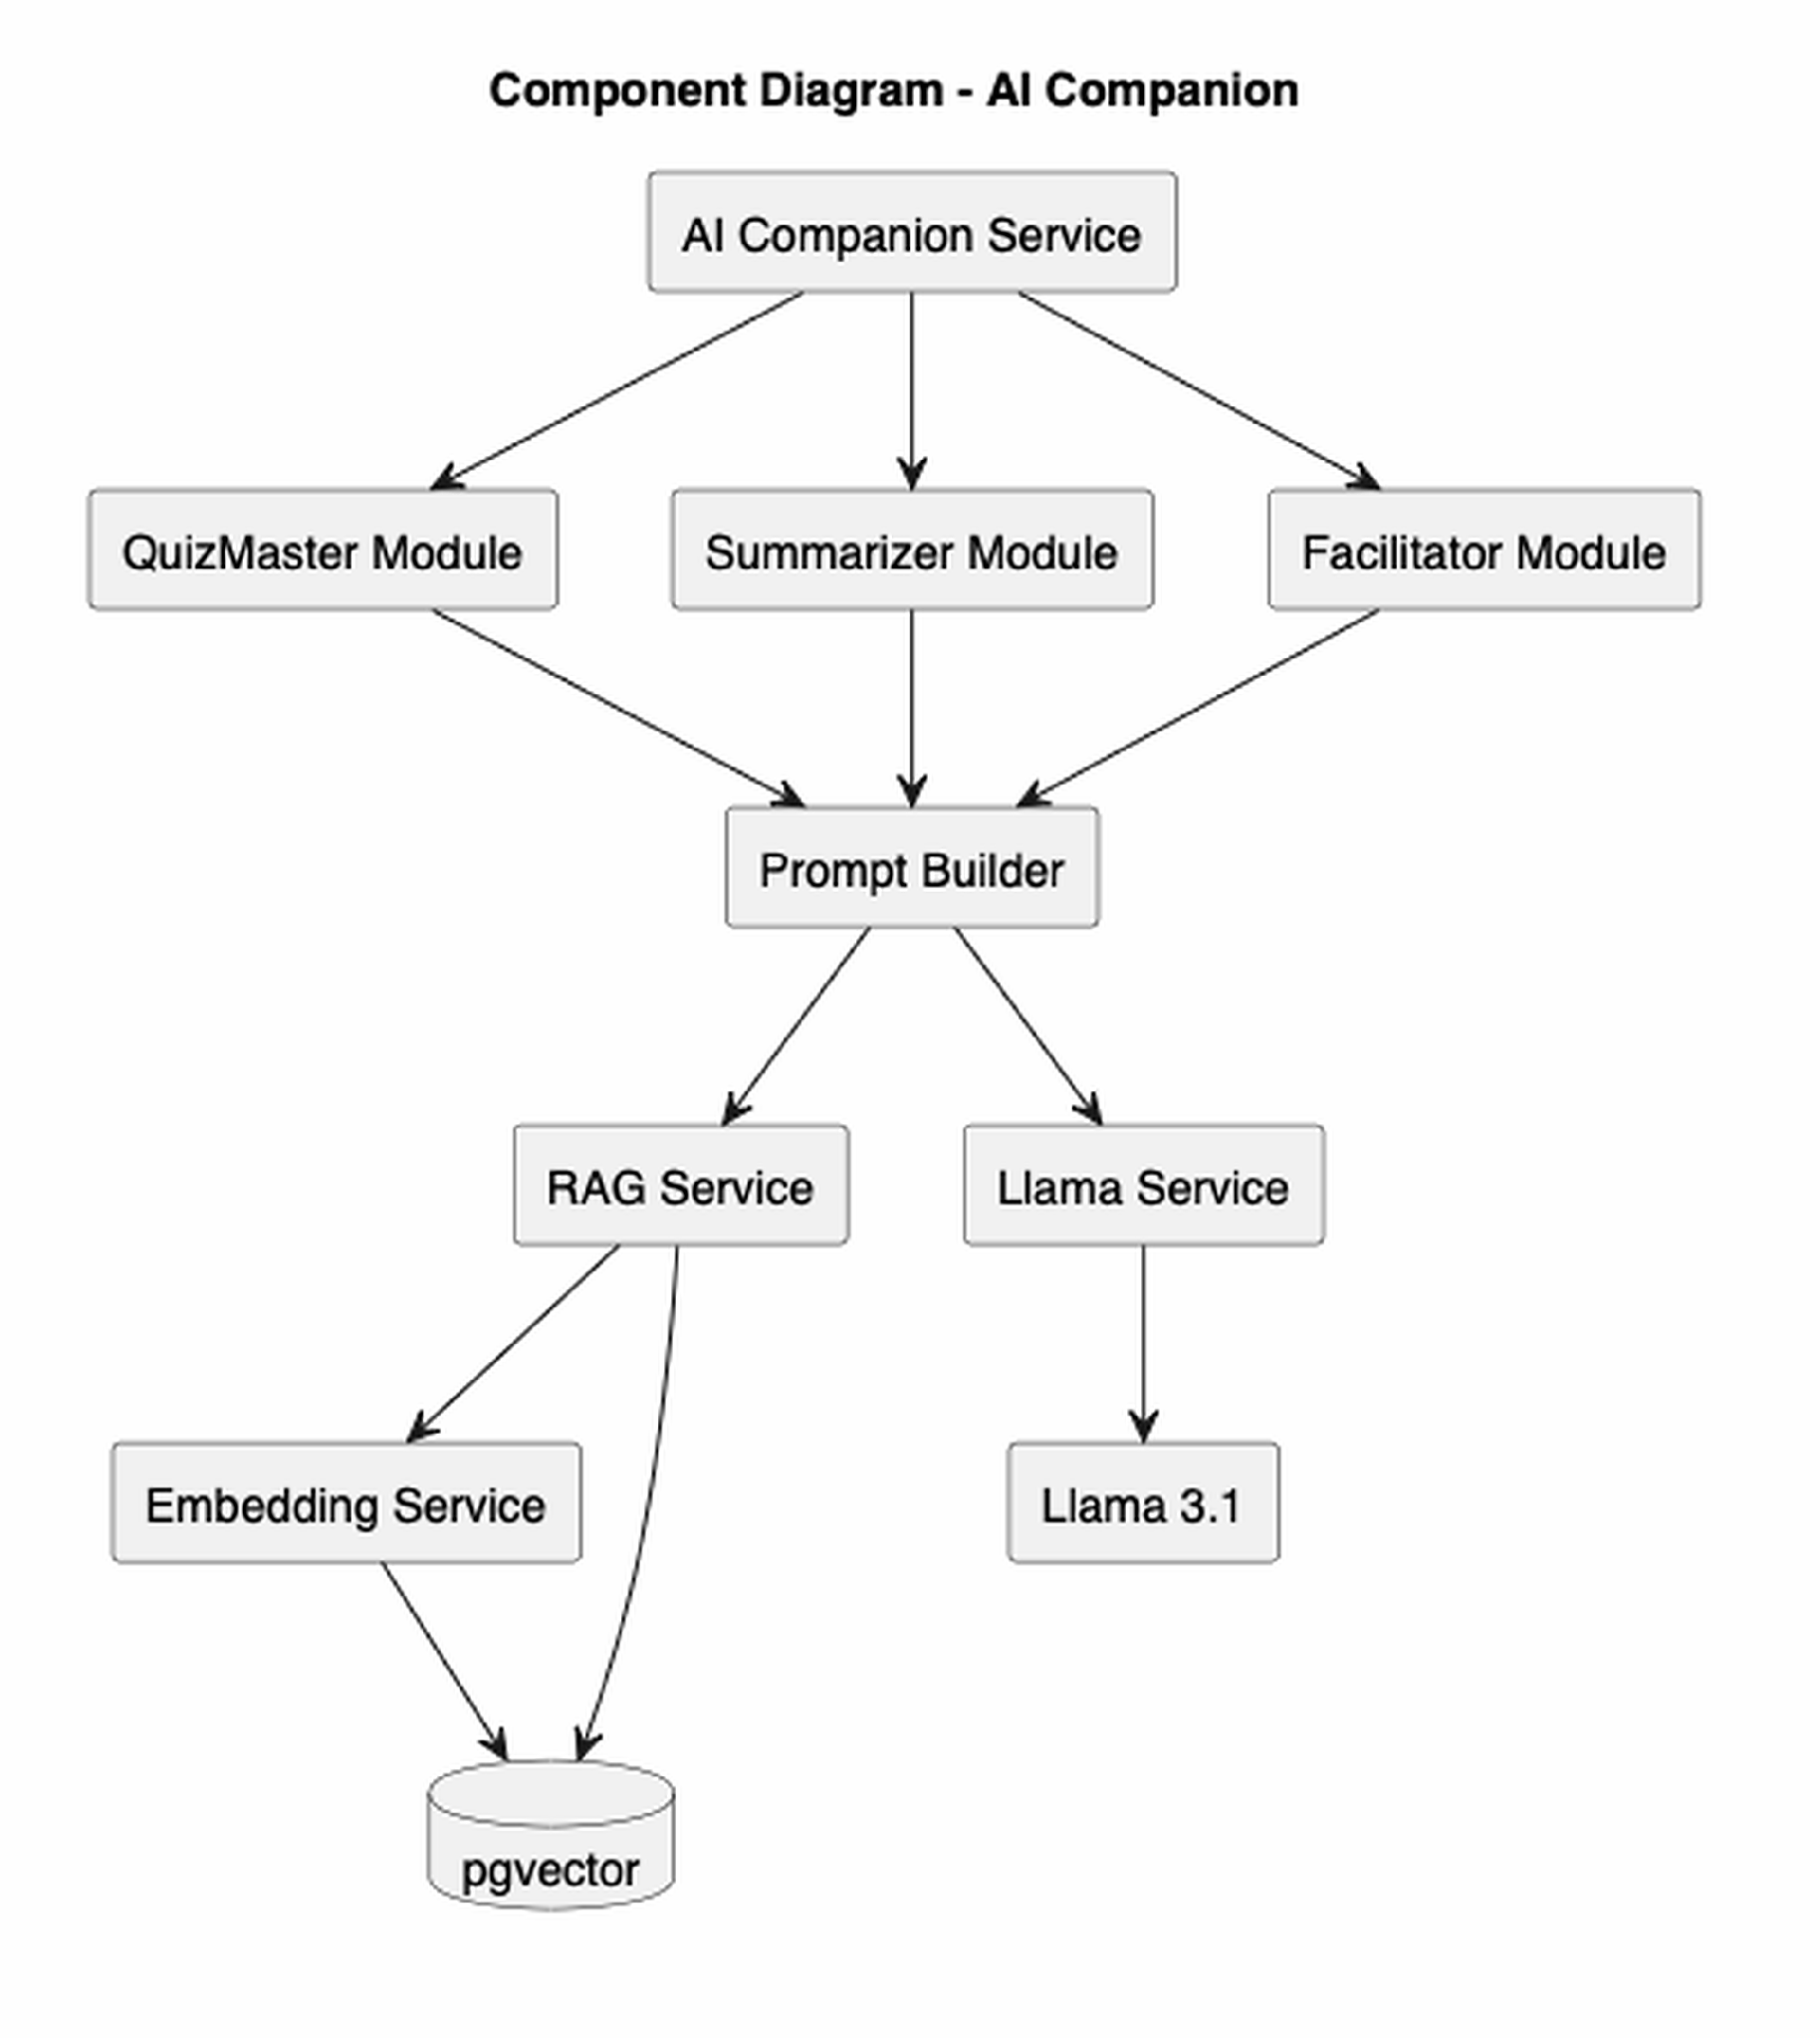 Component Diagram - AI Companion
AI Companion Service
QuizMaster Module
Summarizer Module
Facilitator Module
Prompt Builder
RAG Service
Llama Service
Embedding Service
Llama 3.1
pgvector